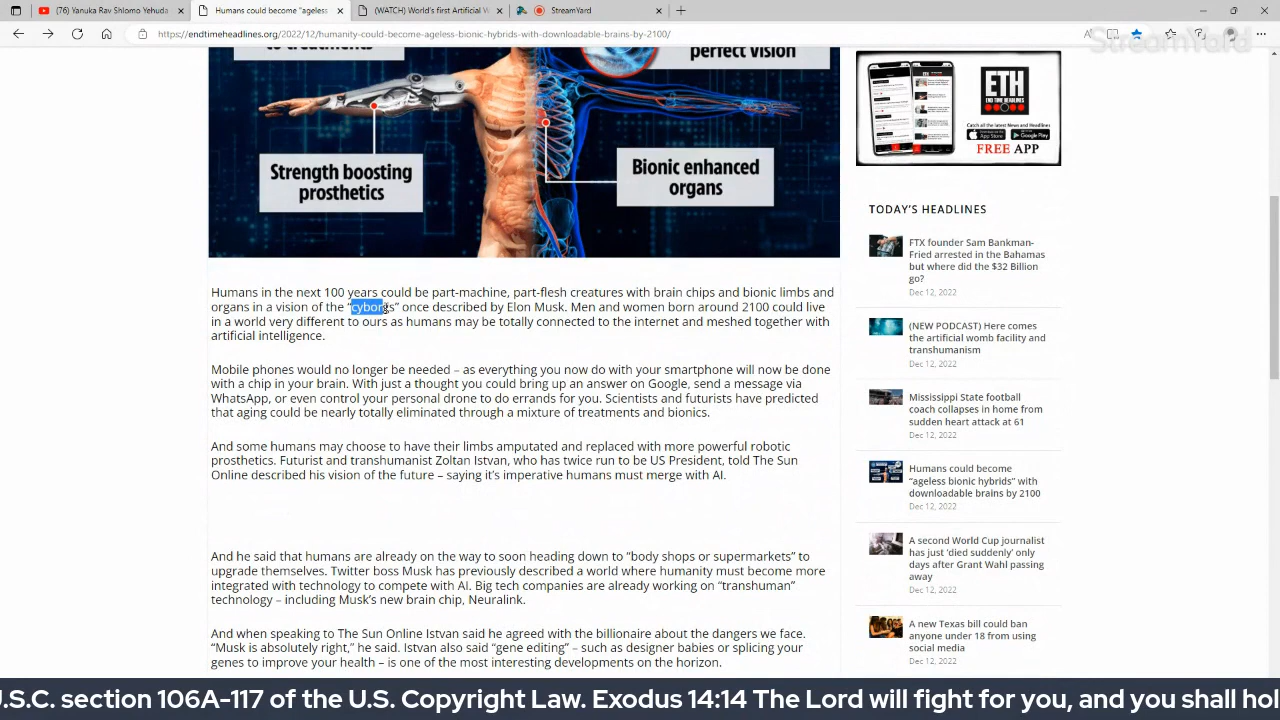 (76) Yanuka Rav Shlomo Yehuda
Humans could become "ageless
(WATCH) World's first Artificial W
StreamYard
https://endtimeheadlines.org/2022/12/humanity-could-become-ageless-bionic-hybrids-with-downloadable-brains-by-2100/
StreamYard
perfect vision
Strength boosting
prosthetics
Bionic enhanced
organs
ETH
END TIME HEADLINES
Catch all the latest News and Headlines
App Store
Google Play
FREE APP
Humans in the next 100 years could be part-machine, part-flesh creatures with brain chips and bionic limbs and
organs in a vision of the “cyborgs” once described by Elon Musk. Men and women born around 2100 could live
in a world very different to ours as humans may be totally connected to the internet and meshed together with
artificial intelligence.
Mobile phones would no longer be needed – as everything you now do with your smartphone will now be done
with a chip in your brain. With just a thought you could bring up an answer on Google, send a message via
WhatsApp, or even control your personal drone to do errands for you. Scientists and futurists have predicted
that aging could be nearly totally eliminated through a mixture of treatments and bionics.
And some humans may choose to have their limbs amputated and replaced with more powerful robotic
prosthetics. Futurist and transhumanist Zoltan Istvan, who has twice run to be US President, told The Sun
Online described his vision of the future – saying it’s imperative humans must merge with AI.
And he said that humans are already on the way to soon heading down to “body shops or supermarkets” to
upgrade themselves. Twitter boss Musk has previously described a world where humanity must become more
integrated with technology to compete with AI. Big tech companies are already working on “transhuman”
technology – including Musk’s new brain chip, Neuralink.
And when speaking to The Sun Online Istvan said he agreed with the billionaire about the dangers we face.
“Musk is absolutely right,” he said. Istvan also said “gene editing” – such as designer babies or splicing your
genes to improve your health – is one of the most interesting developments on the horizon.
TODAY’S HEADLINES
FTX founder Sam Bankman-
Fried arrested in the Bahamas
but where did the $32 Billion
go?
Dec 12, 2022
(NEW PODCAST) Here comes
the artificial womb facility and
transhumanism
Dec 12, 2022
Mississippi State football
coach collapses in home from
sudden heart attack at 61
Dec 12, 2022
Humans could become
“ageless bionic hybrids” with
downloadable brains by 2100
Dec 12, 2022
A second World Cup journalist
has just ‘died suddenly’ only
days after Grant Wahl passing
away
Dec 12, 2022
A new Texas bill could ban
anyone under 18 from using
social media
Dec 12, 2022
J.S.C. section 106A-117 of the U.S. Copyright Law. Exodus 14:14 The Lord will fight for you, and you shall hol